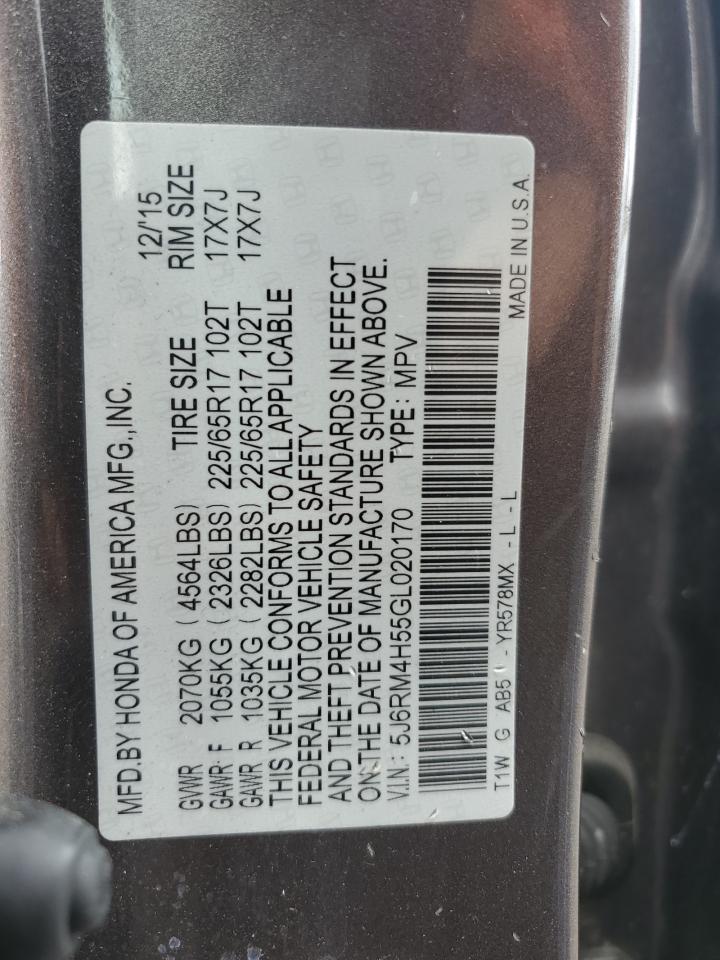 MFD.BY HONDA OF AMERICA MFG.,INC. 12/'15
TIRE SIZE RIM SIZE
GVWR 2070KG (4564LBS)
GAWR F 1055KG (2326LBS) 225/65R17 102T 17X7J
GAWR R 1035KG (2282LBS) 225/65R17 102T 17X7J
THIS VEHICLE CONFORMS TO ALL APPLICABLE
FEDERAL MOTOR VEHICLE SAFETY
AND THEFT PREVENTION STANDARDS IN EFFECT
ON THE DATE OF MANUFACTURE SHOWN ABOVE.
V.I.N.: 5J6RM4H55GL020170 TYPE: MPV
T1W G AB5 - YR578MX - L - L MADE IN U.S.A.